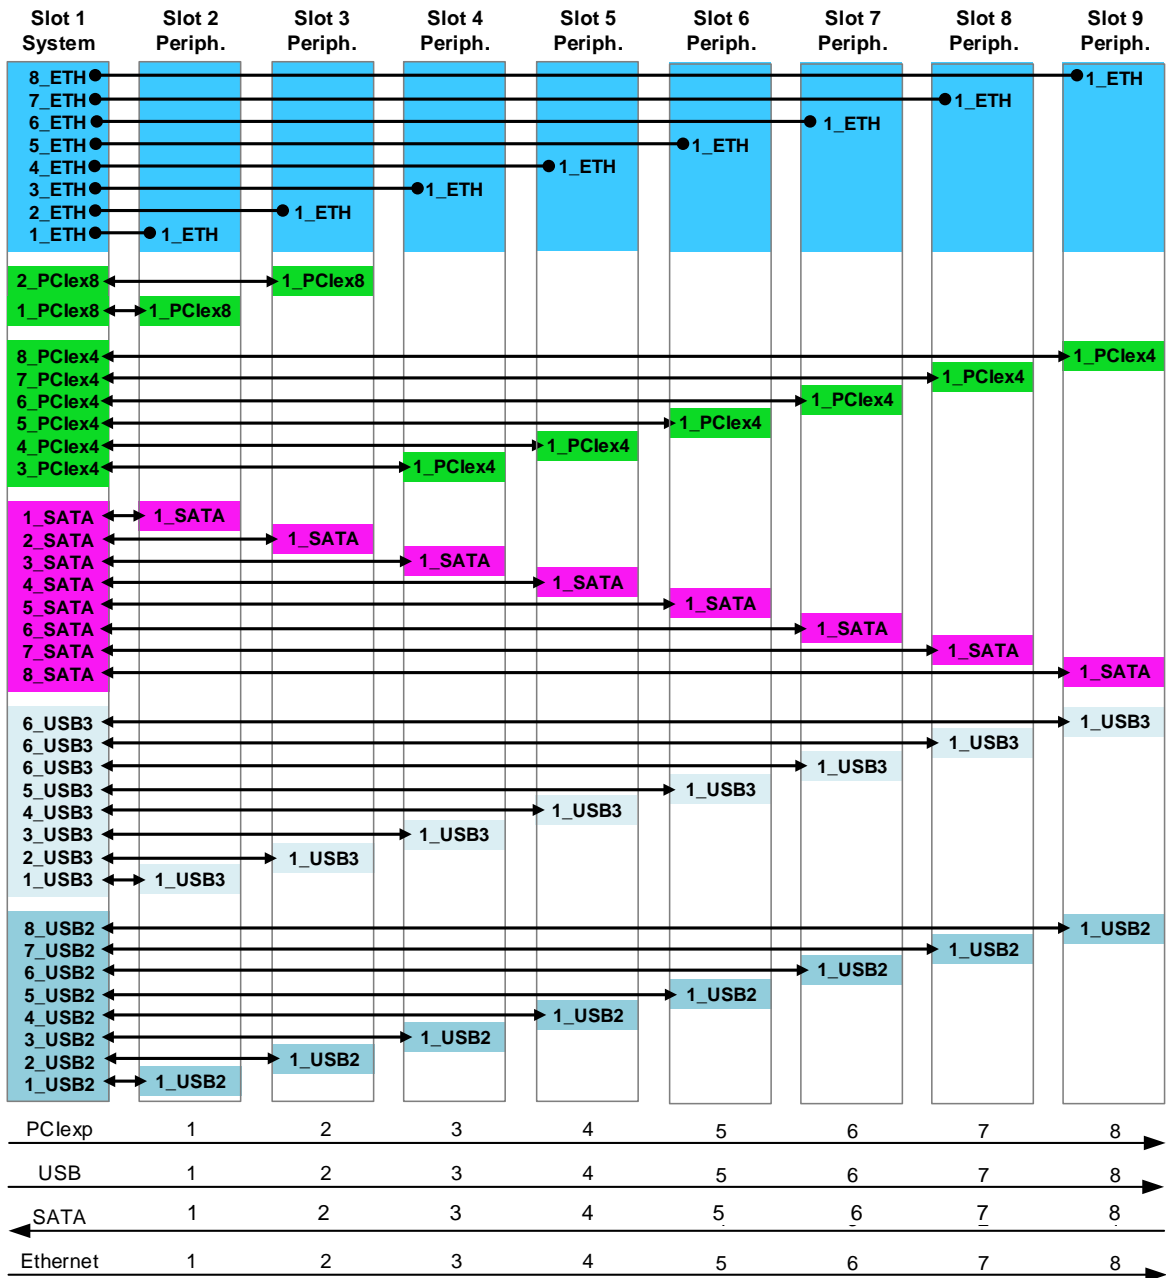 Slot 1 Slot 2 Slot 3 Slot 4 Slot 5 Slot 6 Slot 7 Slot 8 Slot 9
System Periph. Periph. Periph. Periph. Periph. Periph. Periph. Periph.
8_ETH 1_ETH
7_ETH 1_ETH
6_ETH 1_ETH
5_ETH 1_ETH
4_ETH 1_ETH
3_ETH 1_ETH
2_ETH 1_ETH
1_ETH 1_ETH
2_PCIex8 1_PCIex8
1_PCIex8 1_PCIex8
8_PCIex4 1_PCIex4
7_PCIex4 1_PCIex4
6_PCIex4 1_PCIex4
5_PCIex4 1_PCIex4
4_PCIex4 1_PCIex4
3_PCIex4 1_PCIex4
1_SATA 1_SATA
2_SATA 1_SATA
3_SATA 1_SATA
4_SATA 1_SATA
5_SATA 1_SATA
6_SATA 1_SATA
7_SATA 1_SATA
8_SATA 1_SATA
6_USB3 1_USB3
6_USB3 1_USB3
6_USB3 1_USB3
5_USB3 1_USB3
4_USB3 1_USB3
3_USB3 1_USB3
2_USB3 1_USB3
1_USB3 1_USB3
8_USB2 1_USB2
7_USB2 1_USB2
6_USB2 1_USB2
5_USB2 1_USB2
4_USB2 1_USB2
3_USB2 1_USB2
2_USB2 1_USB2
1_USB2 1_USB2
PCIexp 1 2 3 4 5 6 7 8
USB 1 2 3 4 5 6 7 8
SATA 1 2 3 4 5 6 7 8
Ethernet 1 2 3 4 5 6 7 8